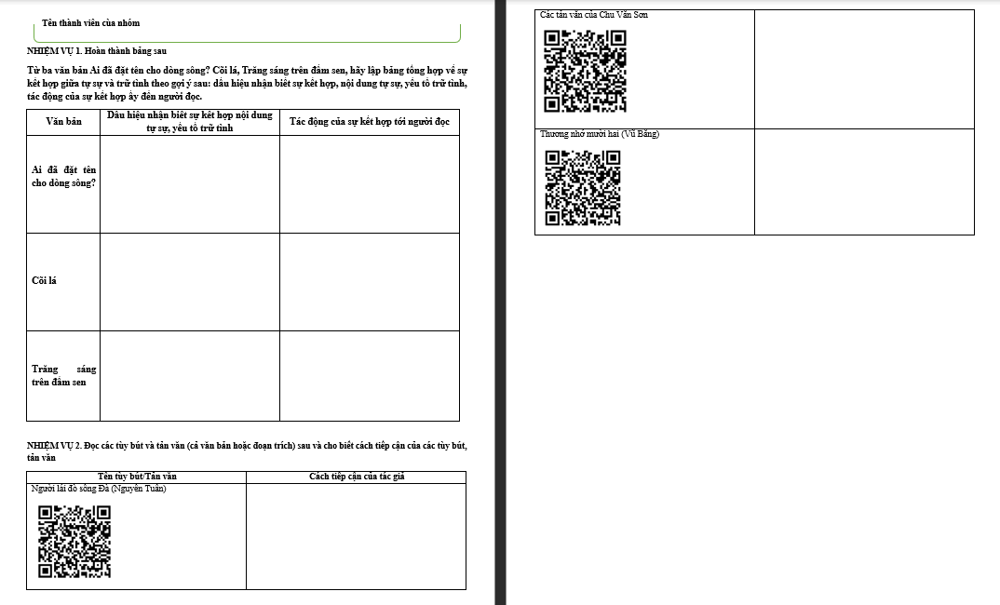 Tên thành viên của nhóm
NHIỆM VỤ 1. Hoàn thành bảng sau
Từ ba văn bản Ai đã đặt tên cho dòng sông? Cõi lá, Trăng sáng trên đầm sen, hãy lập bảng tổng hợp về sự
kết hợp giữa tự sự và trữ tình theo gợi ý sau: dấu hiệu nhận biết sự kết hợp, nội dung tự sự, yếu tố trữ tình,
tác động của sự kết hợp ấy đến người đọc.
Văn bản
Dấu hiệu nhận biết sự kết hợp nội dung
tự sự, yếu tố trữ tình
Tác động của sự kết hợp tới người đọc
Ai đã đặt tên
cho dòng sông?
Cõi lá
Trăng sáng
trên đầm sen
NHIỆM VỤ 2. Đọc các tùy bút và tản văn (cả văn bản hoặc đoạn trích) sau và cho biết cách tiếp cận của các tùy bút,
tản văn
Tên tùy bút/Tản văn
Cách tiếp cận của tác giả
Người lái đò sông Đà (Nguyễn Tuân)
Các tản văn của Chu Văn Sơn
Thương nhớ mười hai (Vũ Bằng)